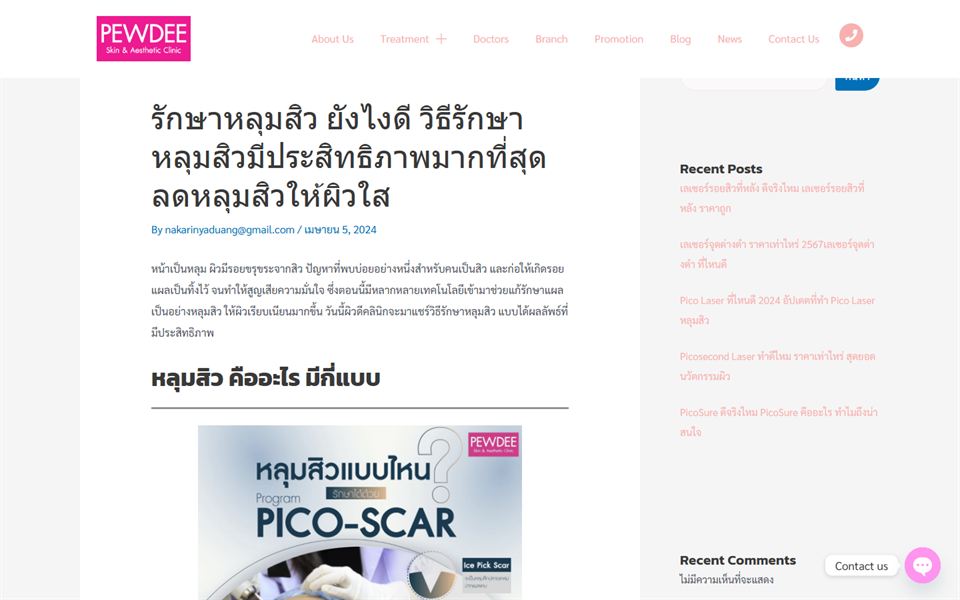 PEWDEE
Skin & Aesthetic Clinic
About Us
Treatment
Doctors
Branch
Promotion
Blog
News
Contact Us
รักษาหลุมสิว ยังไงดี วิธีรักษา
หลุมสิวมีประสิทธิภาพมากที่สุด
ลดหลุมสิวให้ผิวใส
By nakarinyaduang@gmail.com / เมษายน 5, 2024
หน้าเป็นหลุม ผิวมีรอยขรุขระจากสิว ปัญหาที่พบบ่อยอย่างหนึ่งสำหรับคนเป็นสิว และก่อให้เกิดรอย
แผลเป็นทิ้งไว้ จนทำให้สูญเสียความมั่นใจ ซึ่งตอนนี้มีหลากหลายเทคโนโลยีเข้ามาช่วยแก้รักษาแผล
เป็นอย่างหลุมสิว ให้ผิวเรียบเนียนมากขึ้น วันนี้ผิวดีคลินิกจะมาแชร์วิธีรักษาหลุมสิว แบบได้ผลลัพธ์ที่
มีประสิทธิภาพ
หลุมสิว คืออะไร มีกี่แบบ
PEWDEE
Skin & Aesthetic Clinic
หลุมสิวแบบไหน
Program
รักษาได้ด้วย
PICO-SCAR
Ice Pick Scar
Recent Posts
เลเซอร์รอยสิวที่หลัง ดีจริงไหม เลเซอร์รอยสิวที่
หลัง ราคาถูก
เลเซอร์จุดด่างดำ ราคาเท่าไหร่ 2567เลเซอร์จุดด่า
งดำ ที่ไหนดี
Pico Laser ที่ไหนดี 2024 อัปเดตที่ทำ Pico Laser
หลุมสิว
Picosecond Laser ทำดีไหม ราคาเท่าไหร่ สุดยอด
นวัตกรรมผิว
PicoSure ดีจริงไหม PicoSure คืออะไร ทำไมถึงน่า
สนใจ
Recent Comments
ไม่มีความเห็นที่จะแสดง
Contact us